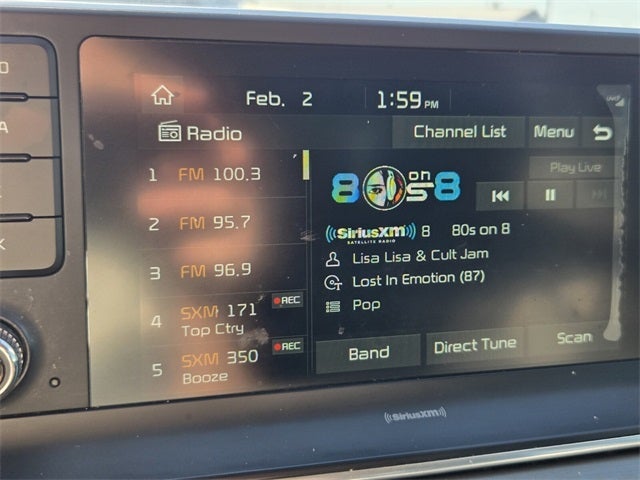 Feb. 2 1:59 PM
Radio Channel List Menu
1 FM 100.3
2 FM 95.7
3 FM 96.9
4 SXM 171 REC
Top Ctry
5 SXM 350 REC
Booze
80s on 8
Play Live
((SiriusXM)) 8 80s on 8
SATELLITE RADIO
Lisa Lisa & Cult Jam
Lost In Emotion (87)
Pop
Band Direct Tune Scan
((SiriusXM))